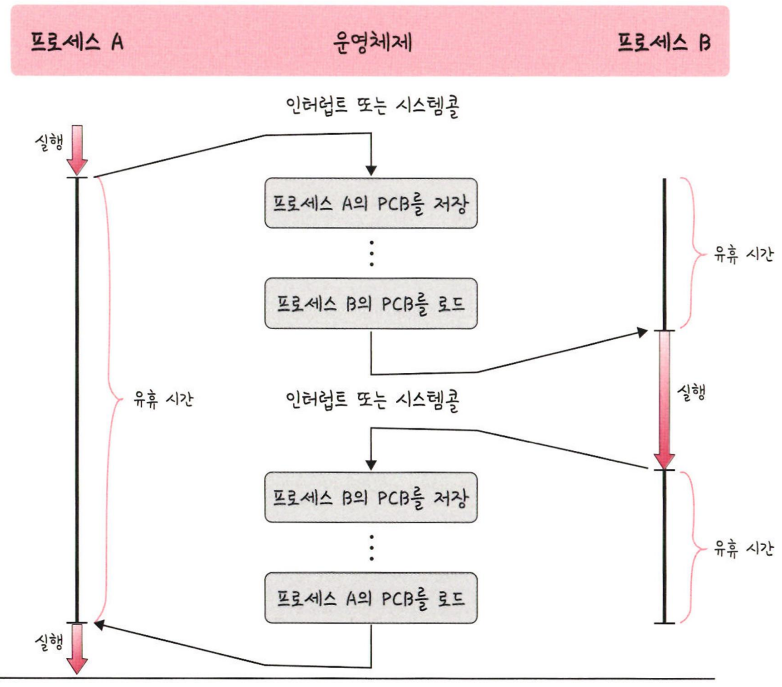 프로세스 A
운영체제
프로세스 B
인터럽트 또는 시스템콜
실행
프로세스 A의 PCB를 저장
유휴 시간
프로세스 B의 PCB를 로드
유휴 시간
인터럽트 또는 시스템콜
실행
프로세스 B의 PCB를 저장
유휴 시간
프로세스 A의 PCB를 로드
실행